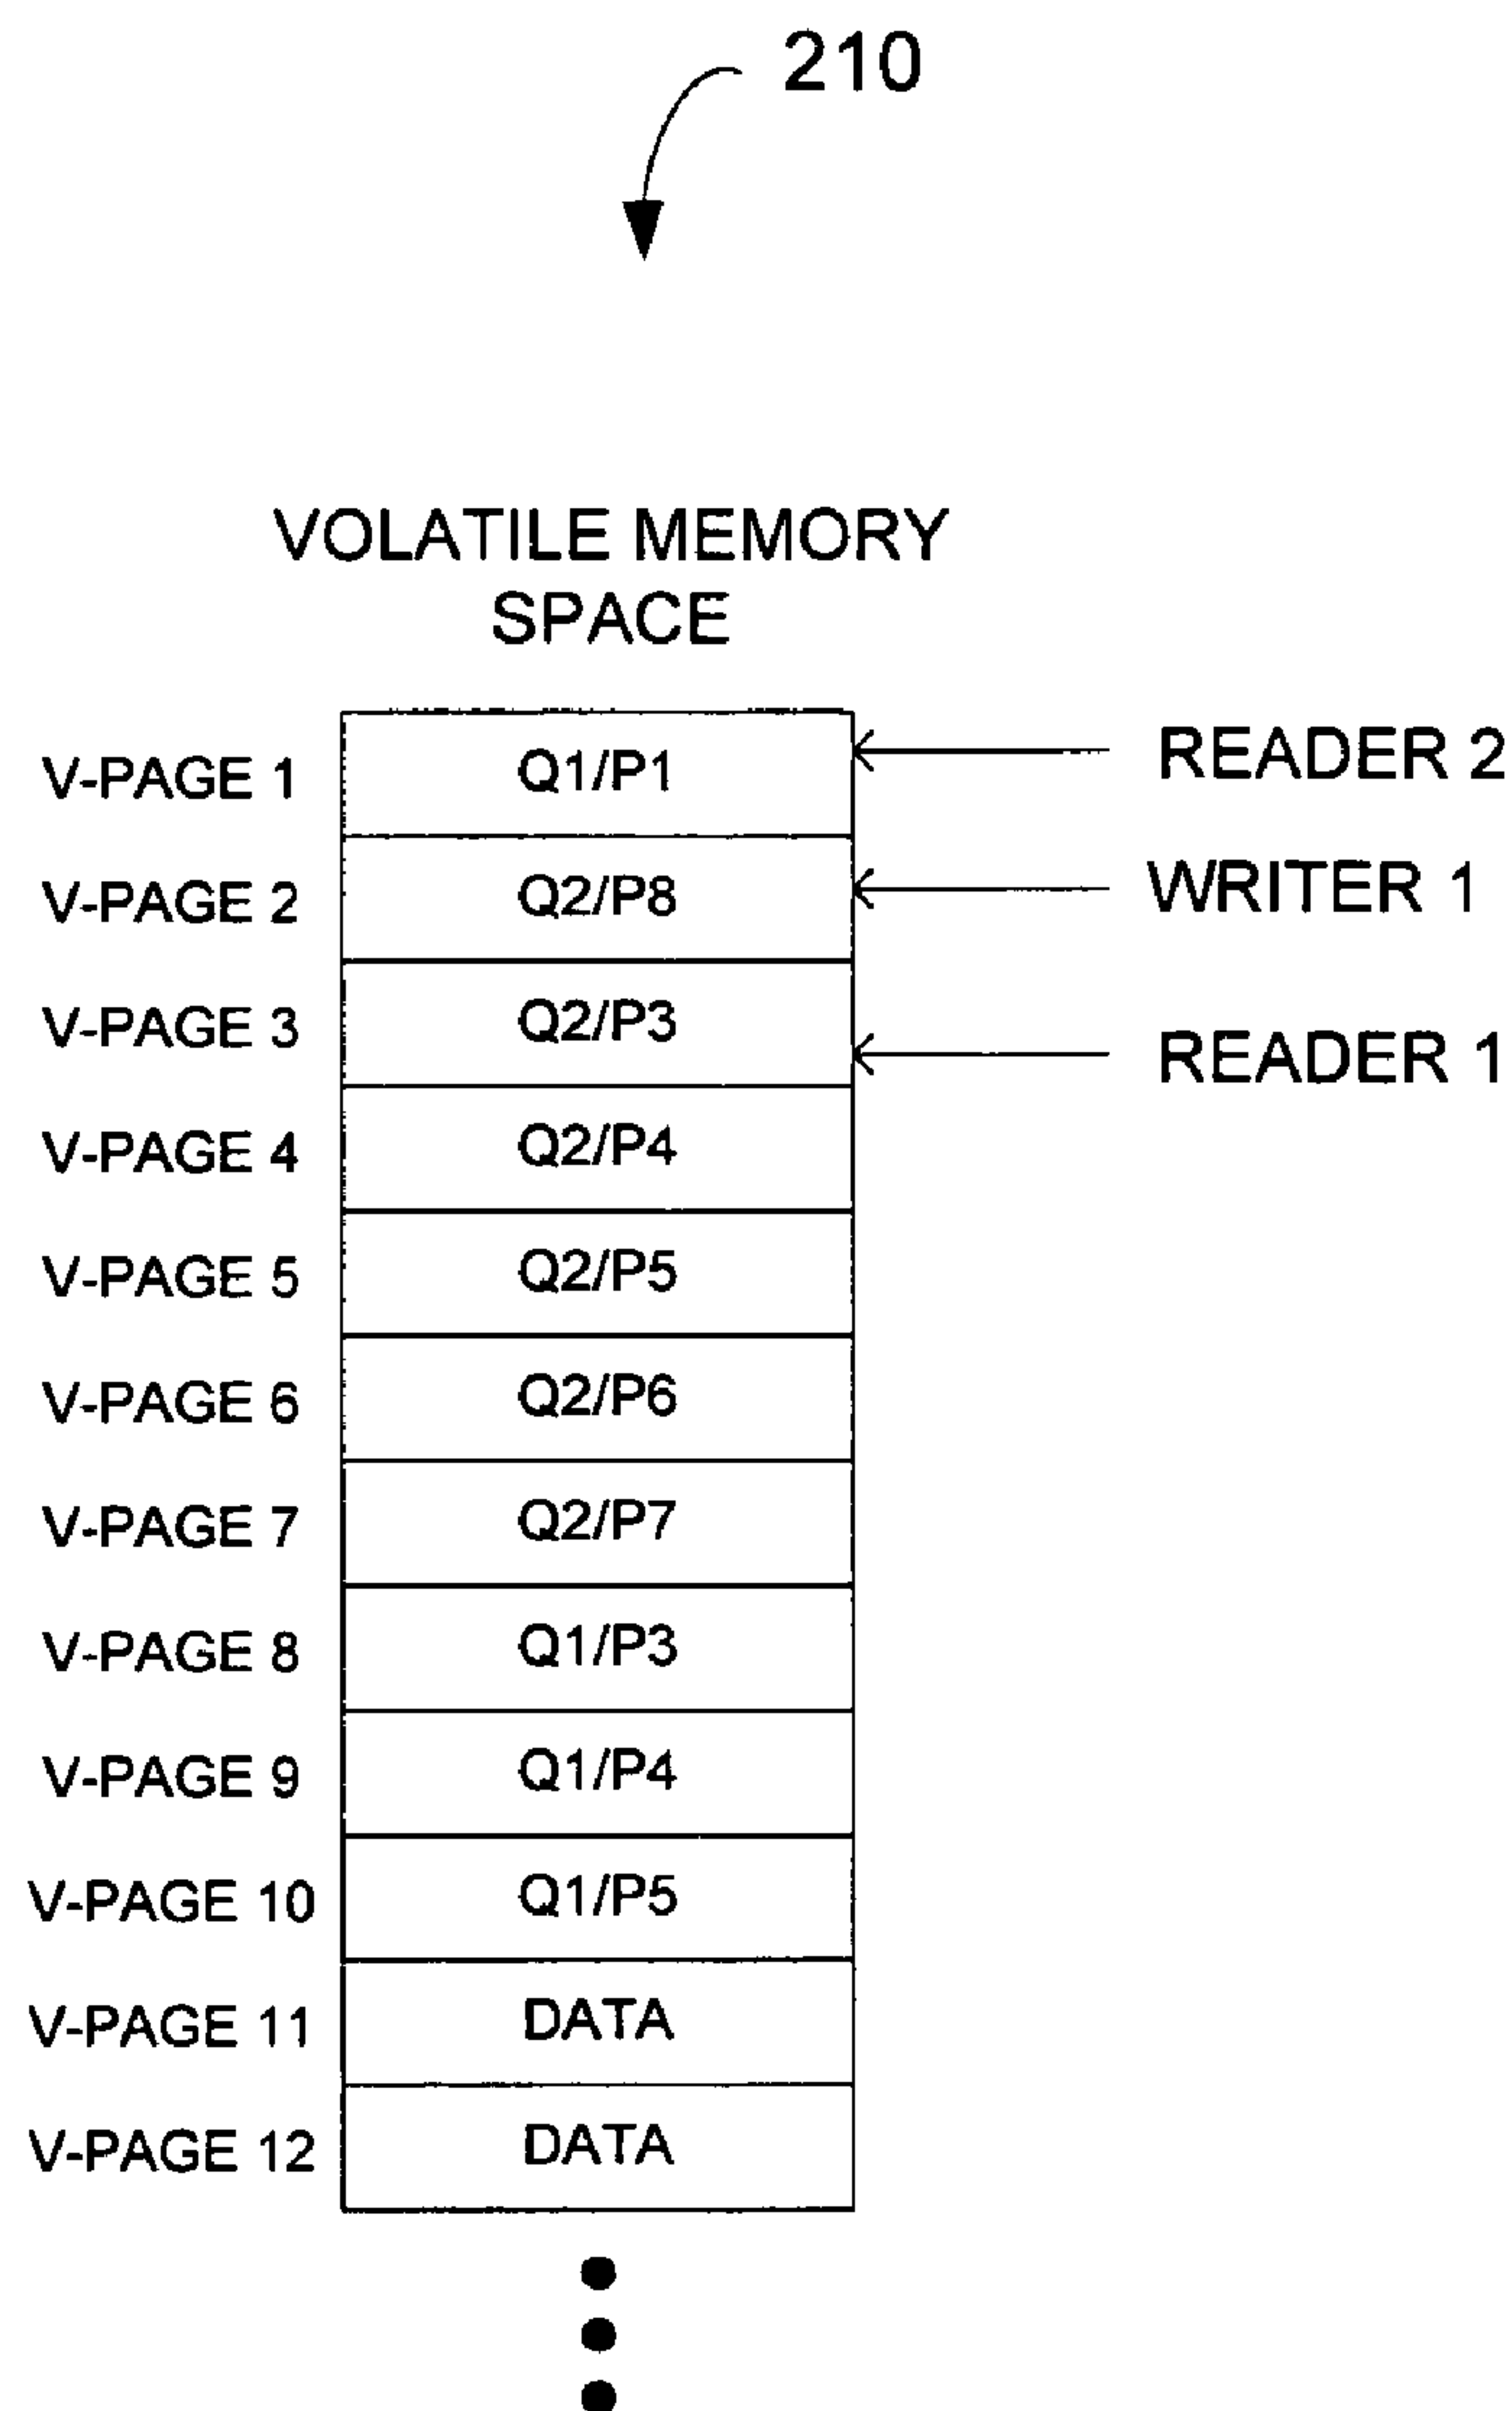 210
VOLATILE MEMORY
SPACE
V-PAGE 1 Q1/P1 READER 2
V-PAGE 2 Q2/P8 WRITER 1
V-PAGE 3 Q2/P3 READER 1
V-PAGE 4 Q2/P4
V-PAGE 5 Q2/P5
V-PAGE 6 Q2/P6
V-PAGE 7 Q2/P7
V-PAGE 8 Q1/P3
V-PAGE 9 Q1/P4
V-PAGE 10 Q1/P5
V-PAGE 11 DATA
V-PAGE 12 DATA